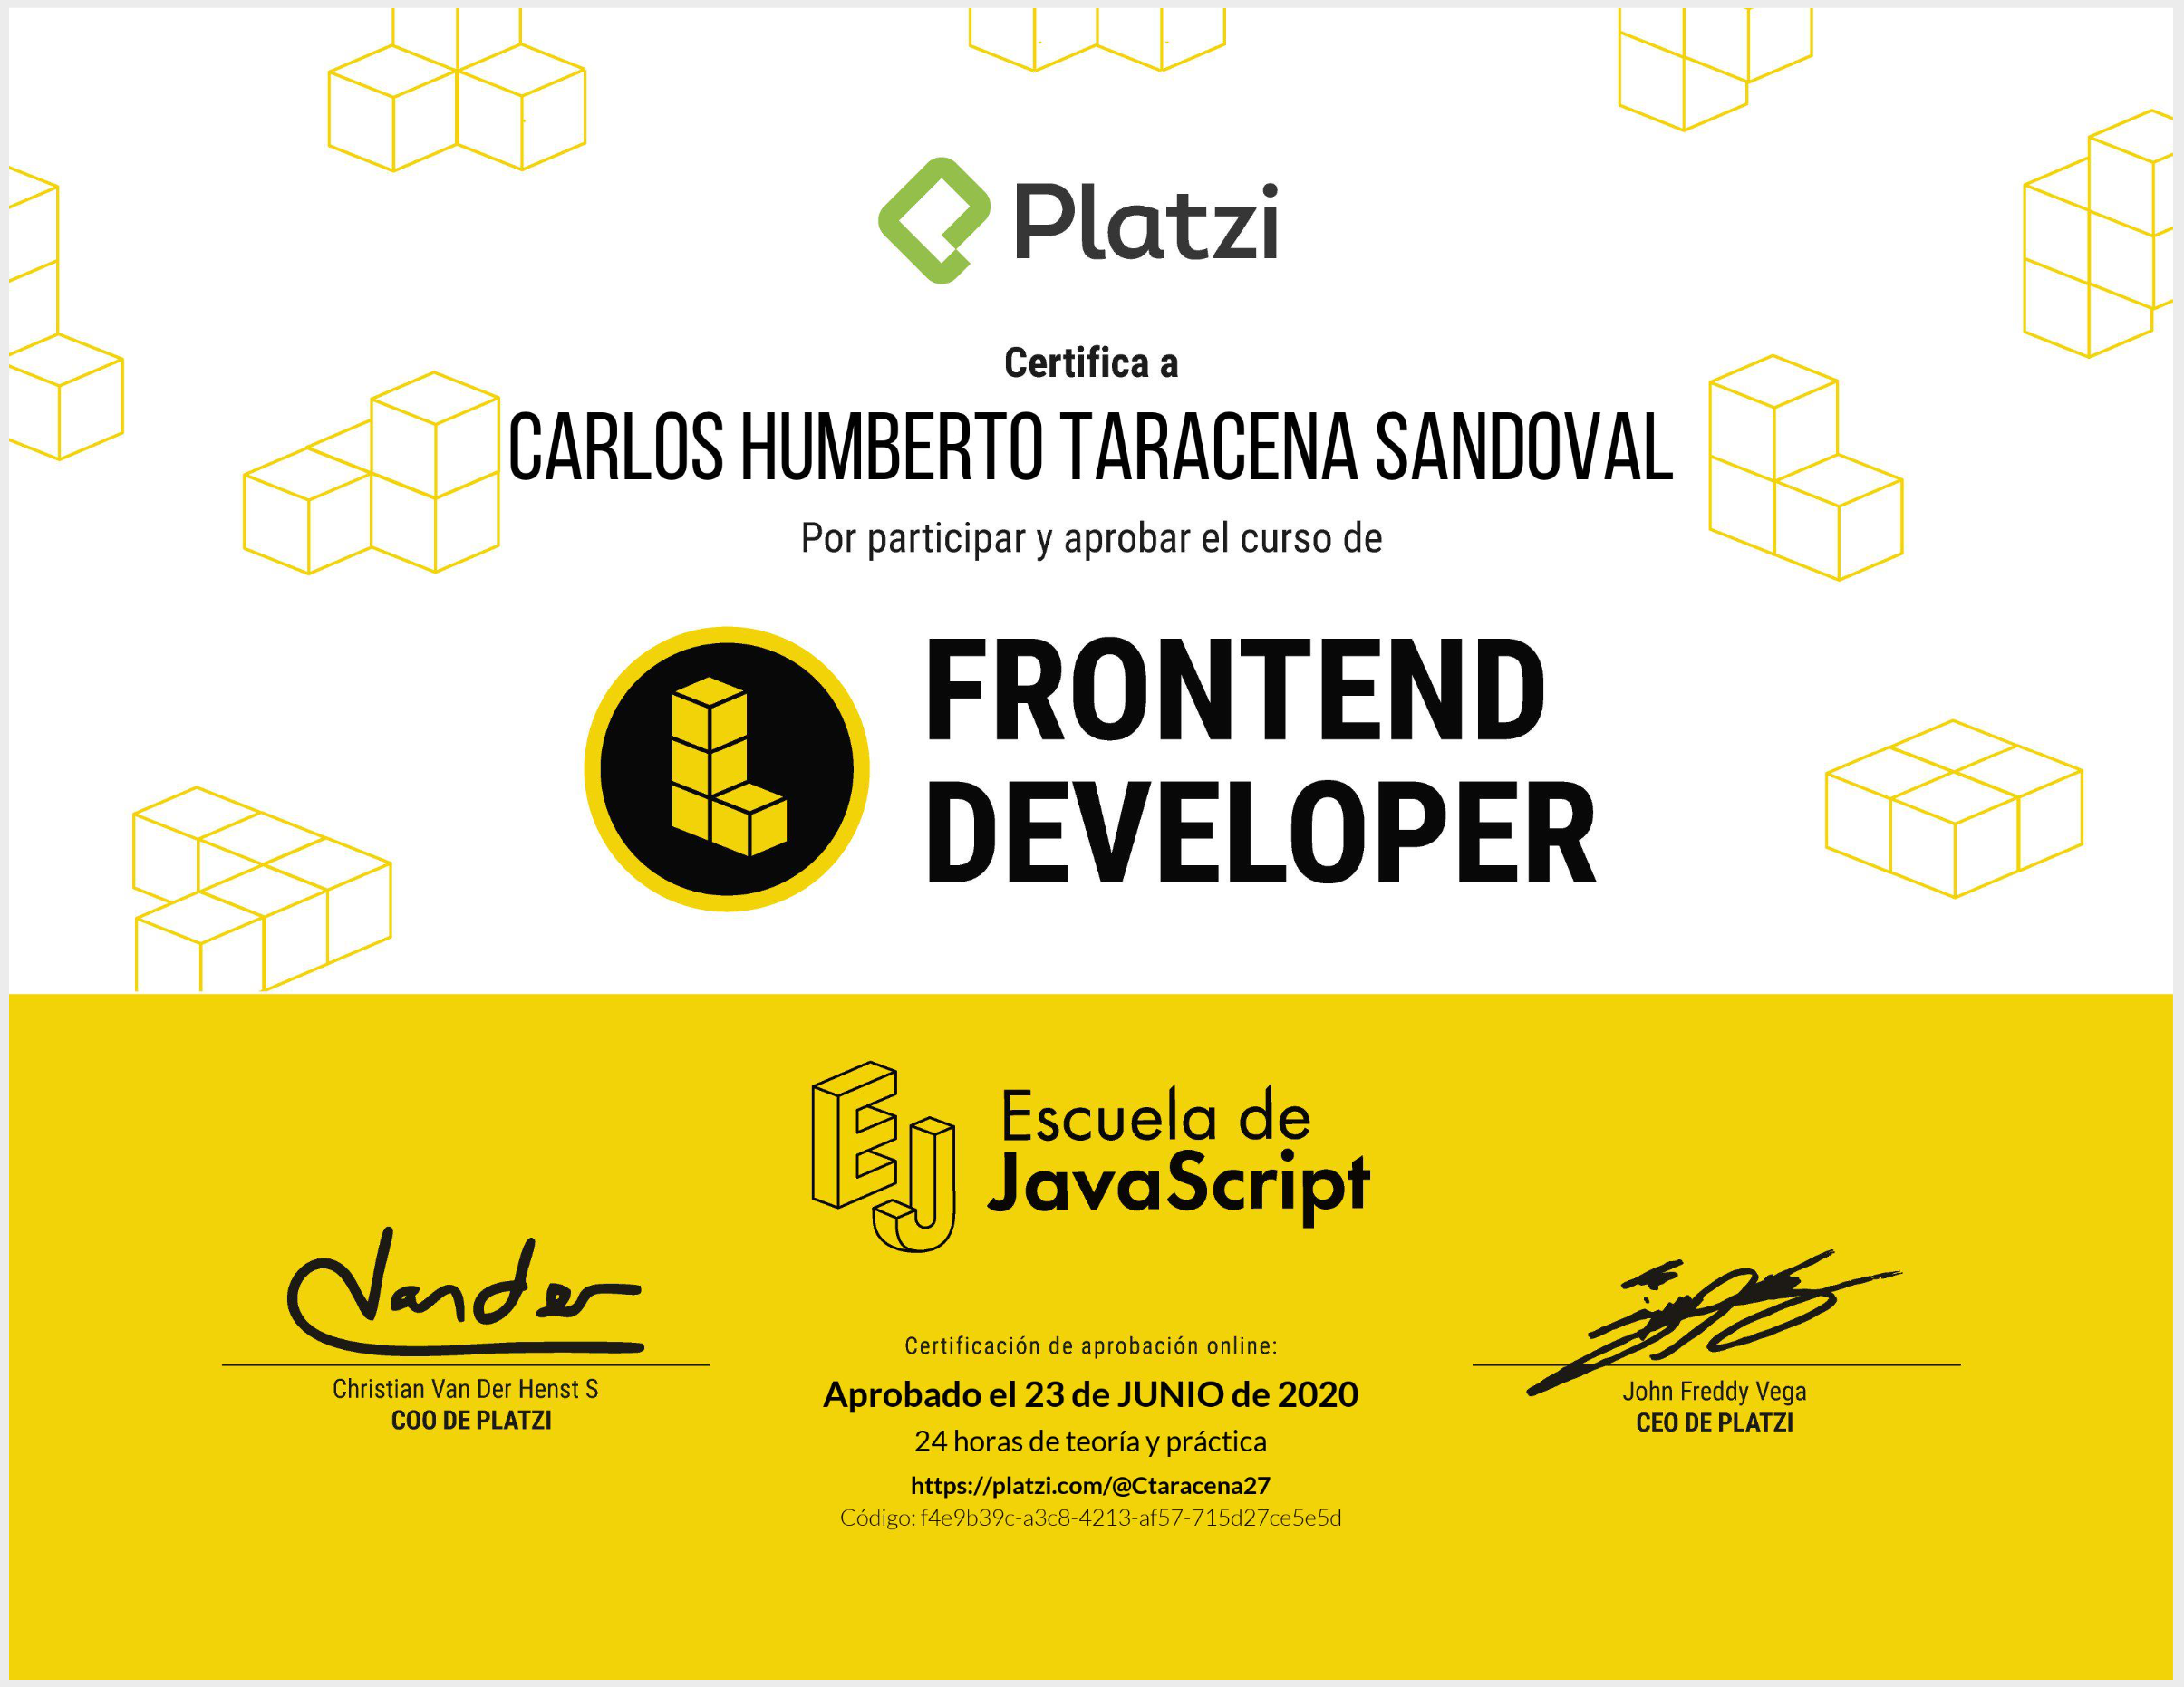 Platzi
Certifica a
CARLOS HUMBERTO TARACENA SANDOVAL
Por participar y aprobar el curso de
FRONTEND
DEVELOPER
EJ
Escuela de
JavaScript
Vander
Christian Van Der Henst S
COO DE PLATZI
Certificación de aprobación online:
Aprobado el 23 de JUNIO de 2020
24 horas de teoría y práctica
https://platzi.com/@Ctaracena27
Código: f4e9b39c-a3c8-4213-af57-715d27ce5e5d
John Freddy Vega
CEO DE PLATZI